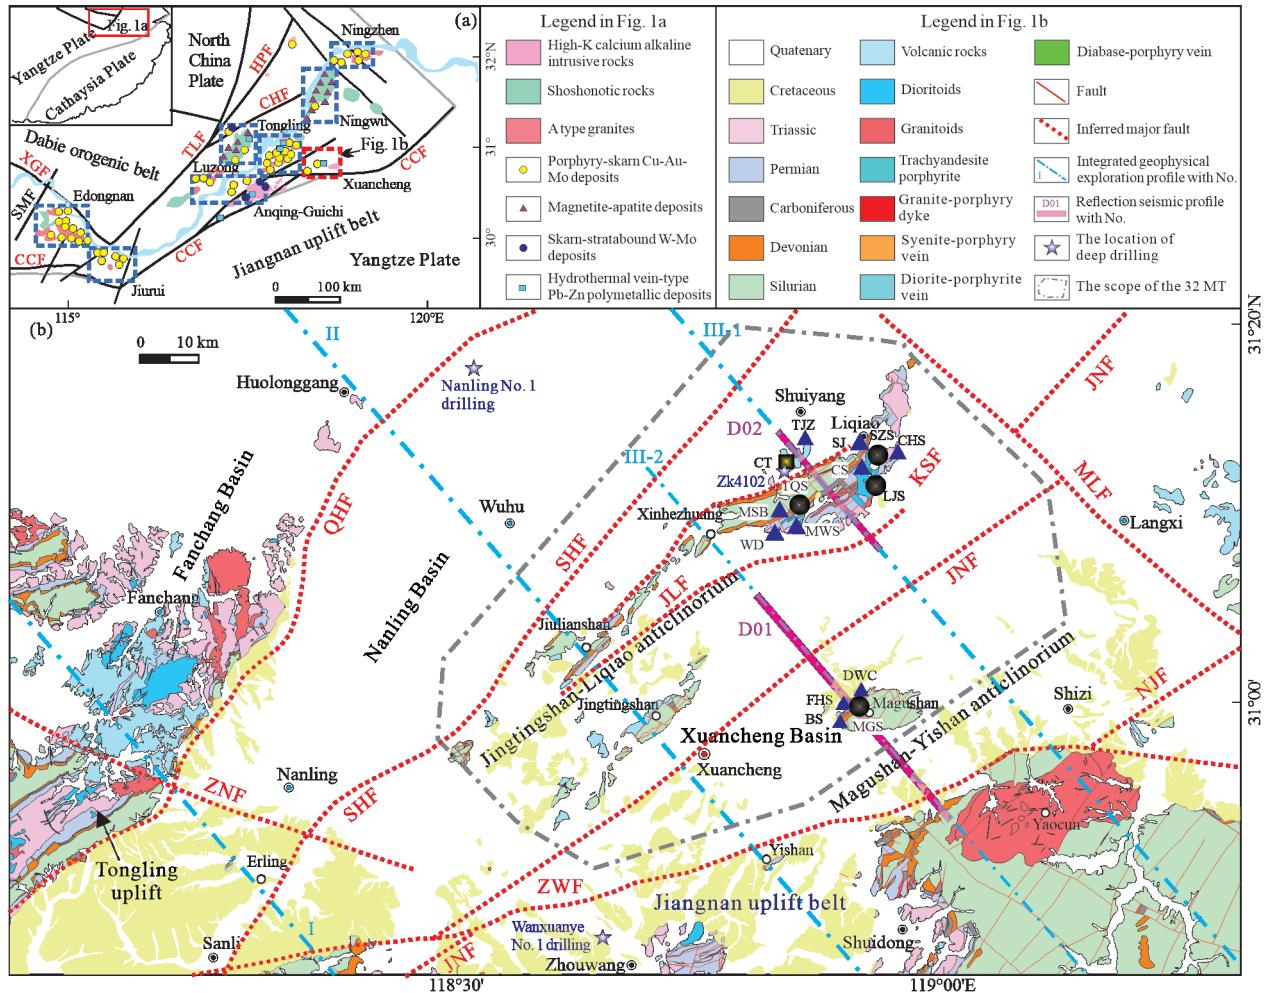 (a)
Fig. 1a
Yangtze Plate
Cathaysia Plate
North
China
Plate
HPF
Ningzhen
32°N
CHF
TLF
Tongling
Ningwu
31°
Fig. 1b
CCF
Dabie orogenic belt
XGF
SMF
Edongnan
Luzong
Xuancheng
Anqing-Guichi
CCF
Jiangnan uplift belt
Yangtze Plate
30°
CCF
Jiurui
0 100 km
115°
120°E
Legend in Fig. 1a
High-K calcium alkaline
intrusive rocks
Shoshonotic rocks
A type granites
Porphyry-skarn Cu-Au-
Mo deposits
Magnetite-apatite deposits
Skarn-stratabound W-Mo
deposits
Hydrothermal vein-type
Pb-Zn polymetallic deposits
Legend in Fig. 1b
Quatenary
Cretaceous
Triassic
Permian
Carboniferous
Devonian
Silurian
Volcanic rocks
Dioritoids
Granitoids
Trachyandesite
porphyrite
Granite-porphyry
dyke
Syenite-porphyry
vein
Diorite-porphyrite
vein
Diabase-porphyry vein
Fault
Inferred major fault
I
Integrated geophysical
exploration profile with No.
D01
Reflection seismic profile
with No.
The location of
deep drilling
The scope of the 32 MT
(b)
0 10 km
II
III-1
31°20′N
Huolonggang
Nanling No. 1
drilling
Shuiyang
TJZ
Liqiao
SJ
SZS
CHS
D02
JNF
III-2
CT
CS
KSF
Zk4102
TQS
LJS
MLF
Fanchang Basin
QHF
Wuhu
SHF
Xinhezhuang
MSB
MWS
WD
Langxi
JNF
Nanling Basin
Fanchang
JLF
Jiulianshan
D01
Jingtingshan-Liqiao anticlinorium
Jingtingshan
DWC
FHS
BS
Magushan
MGS
Magushan-Yishan anticlinorium
Shizi
NJF
31°00′
Xuancheng Basin
Xuancheng
Nanling
ZNF
SHF
Yaocun
Tongling
uplift
Erling
Yishan
ZWF
Jiangnan uplift belt
I
Wanxuanye
No. 1 drilling
Sanli
JNF
Zhouwang
Shuidong
118°30′
119°00′E